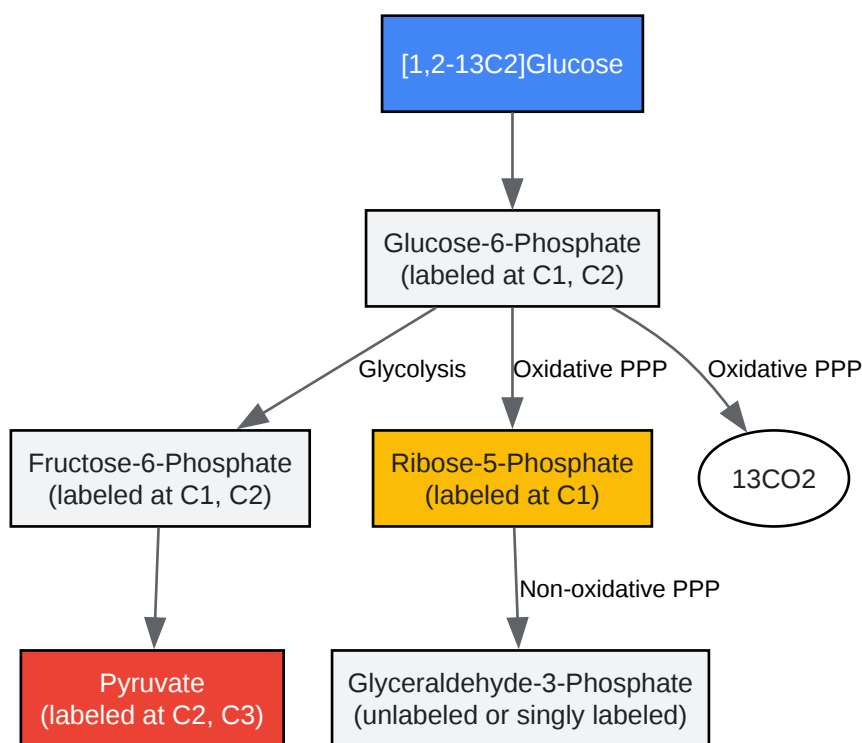 [1,2-13C2]Glucose
Glucose-6-Phosphate
(labeled at C1, C2)
Glycolysis
Oxidative PPP
Oxidative PPP
Fructose-6-Phosphate
(labeled at C1, C2)
Ribose-5-Phosphate
(labeled at C1)
13CO2
Non-oxidative PPP
Pyruvate
(labeled at C2, C3)
Glyceraldehyde-3-Phosphate
(unlabeled or singly labeled)